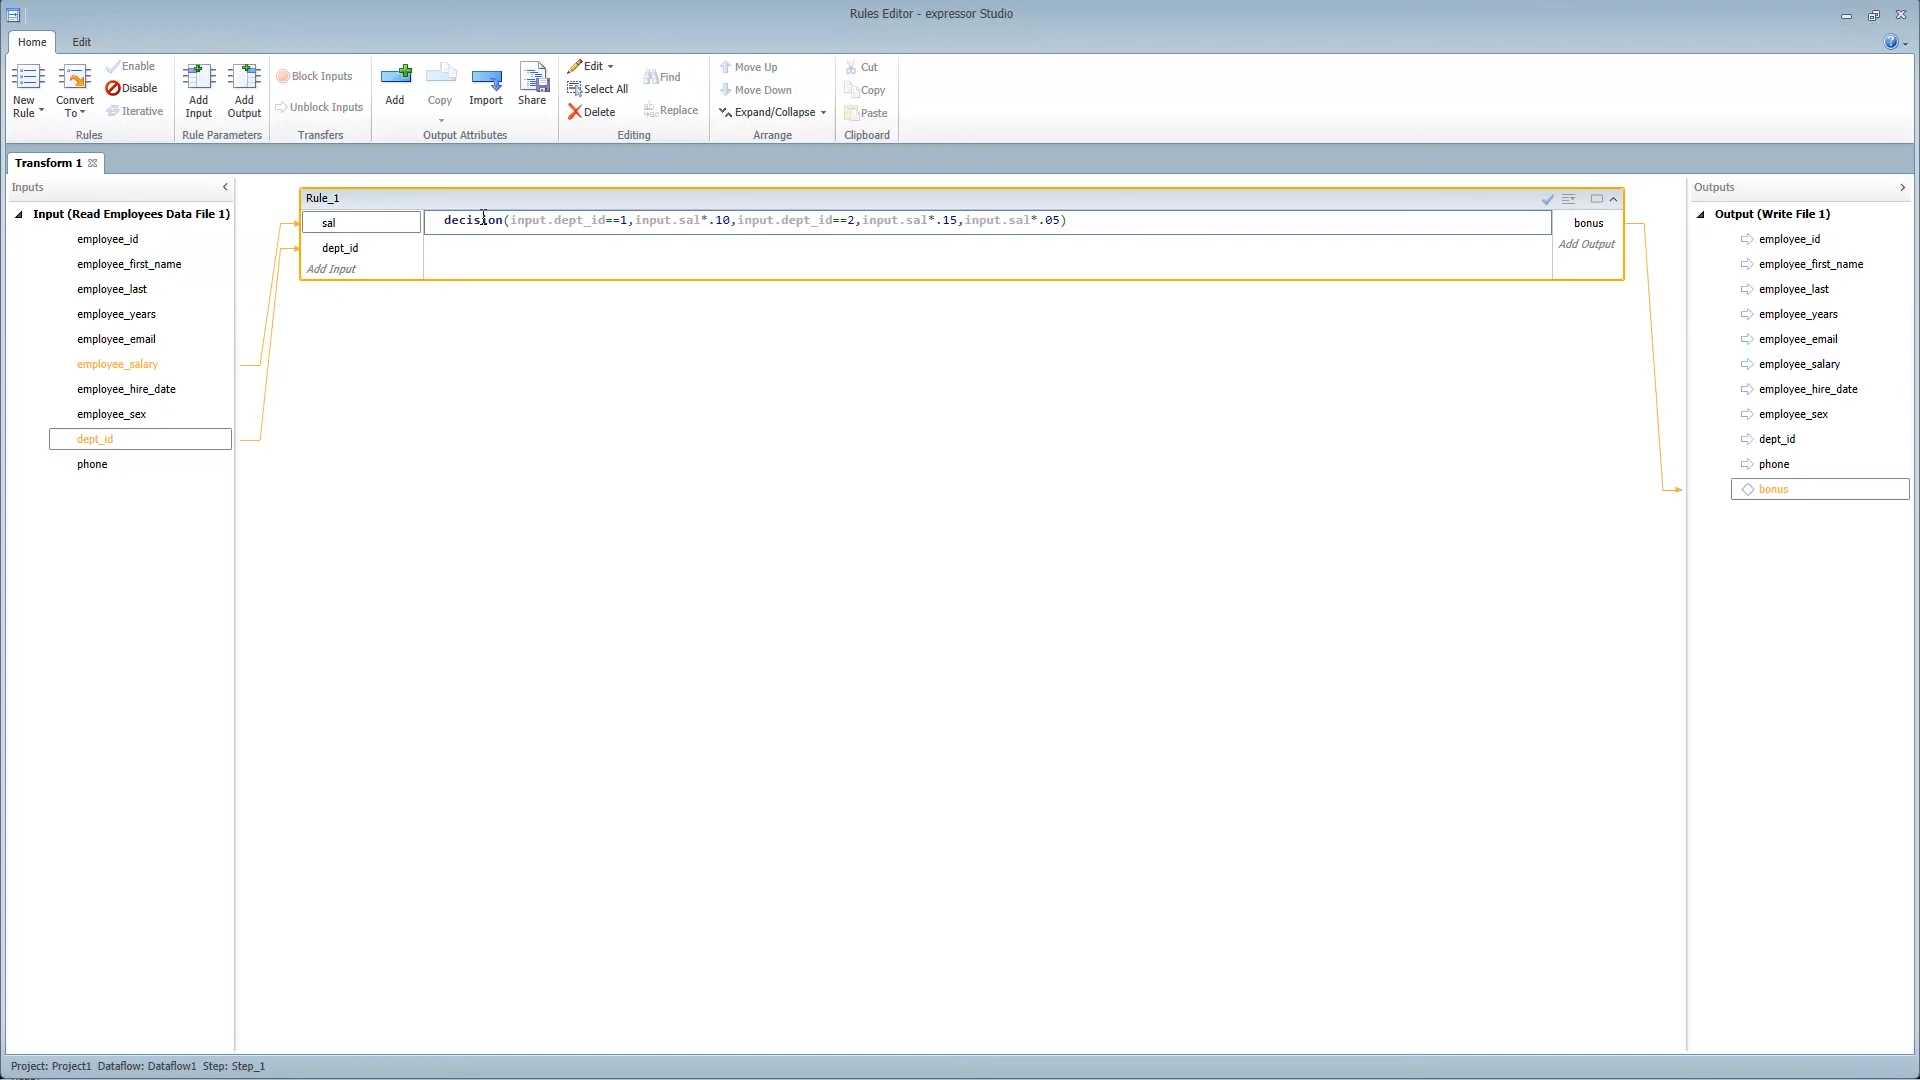 Rules Editor - expressor Studio
Home Edit
New Rule
Convert To
Enable
Disable
Iterative
Rules
Add Input
Add Output
Rule Parameters
Block Inputs
Unblock Inputs
Transfers
Add
Copy
Import
Share
Output Attributes
Edit
Select All
Delete
Find
Replace
Editing
Move Up
Move Down
Expand/Collapse
Arrange
Cut
Copy
Paste
Clipboard
Transform 1
Inputs
Input (Read Employees Data File 1)
employee_id
employee_first_name
employee_last
employee_years
employee_email
employee_salary
employee_hire_date
employee_sex
dept_id
phone
Rule_1
sal
dept_id
Add Input
decision(input.dept_id==1,input.sal*.10,input.dept_id==2,input.sal*.15,input.sal*.05)
bonus
Add Output
Outputs
Output (Write File 1)
employee_id
employee_first_name
employee_last
employee_years
employee_email
employee_salary
employee_hire_date
employee_sex
dept_id
phone
bonus
Project: Project1 Dataflow: Dataflow1 Step: Step_1